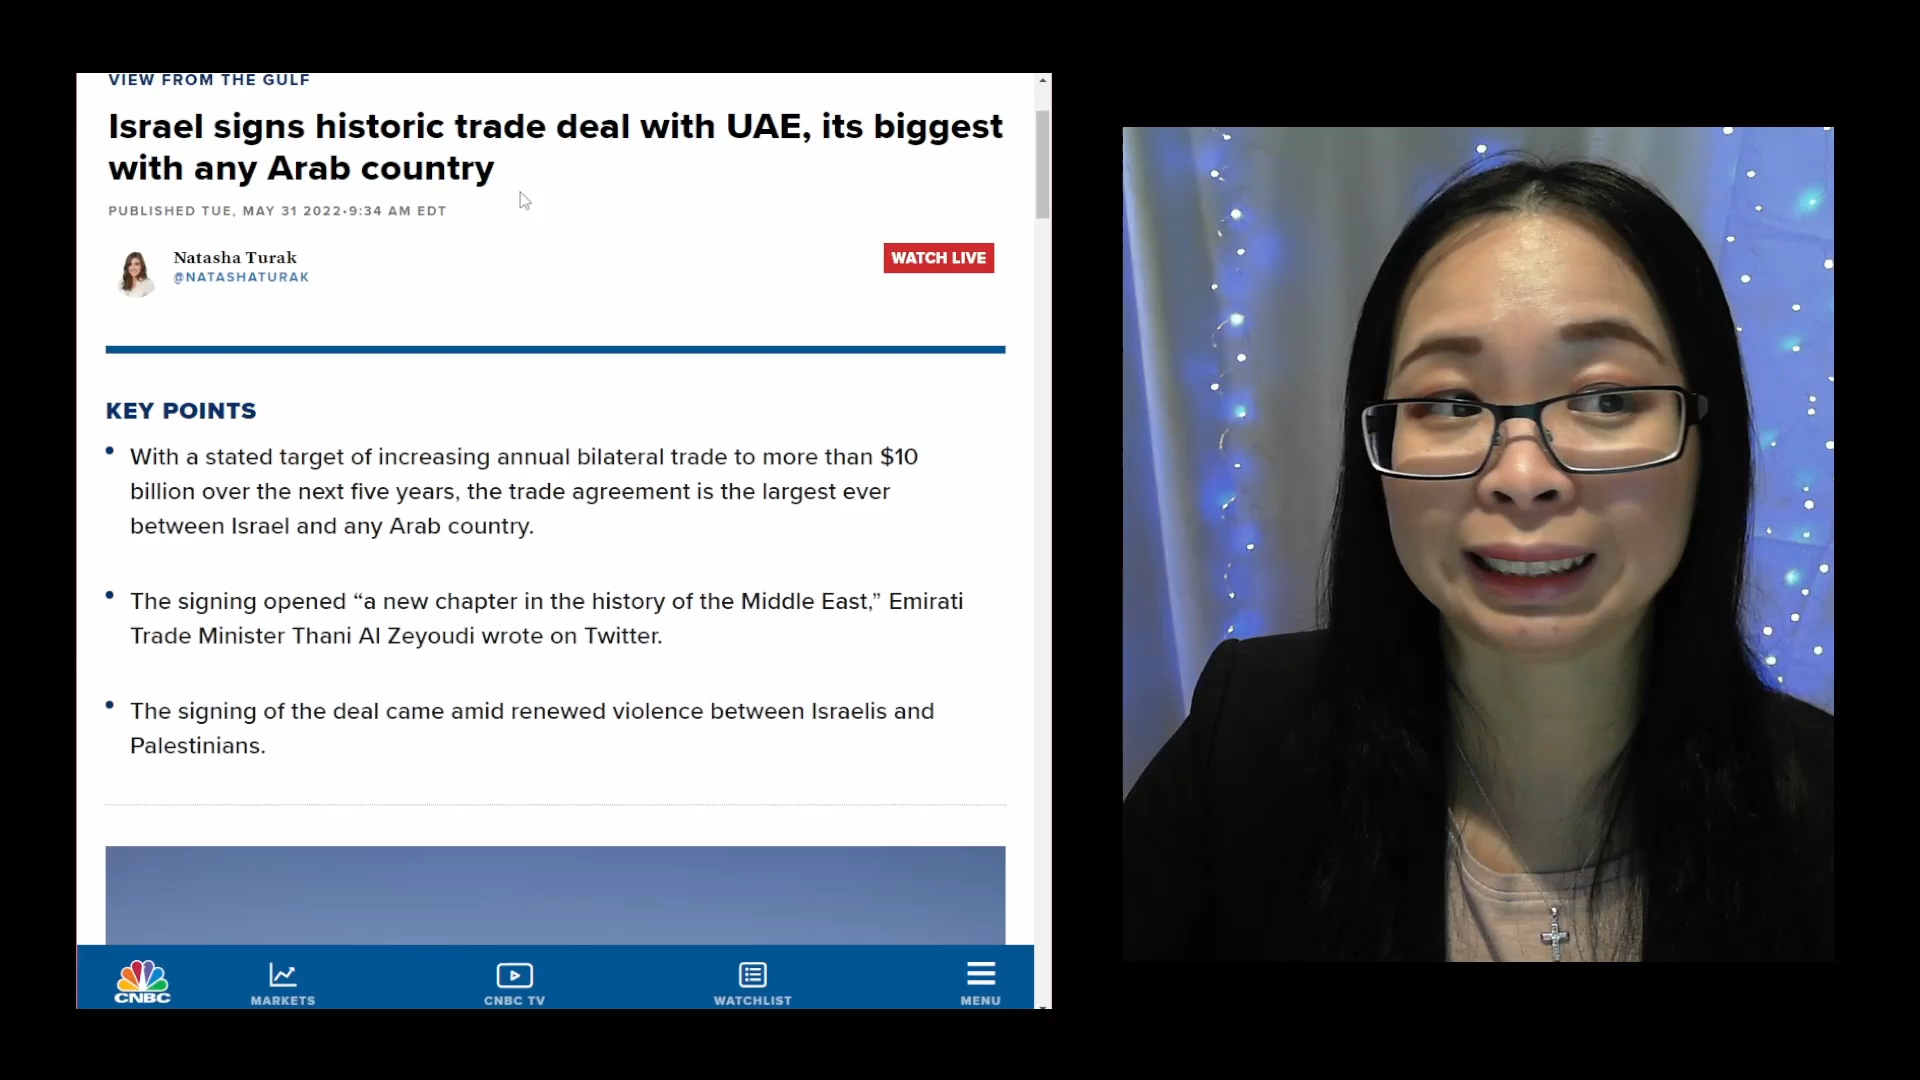 VIEW FROM THE GULF
Israel signs historic trade deal with UAE, its biggest
with any Arab country
PUBLISHED TUE, MAY 31 2022•9:34 AM EDT
Natasha Turak
@NATASHATURAK
WATCH LIVE
KEY POINTS
• With a stated target of increasing annual bilateral trade to more than $10
billion over the next five years, the trade agreement is the largest ever
between Israel and any Arab country.
• The signing opened “a new chapter in the history of the Middle East,” Emirati
Trade Minister Thani Al Zeyoudi wrote on Twitter.
• The signing of the deal came amid renewed violence between Israelis and
Palestinians.
CNBC
MARKETS
CNBC TV
WATCHLIST
MENU